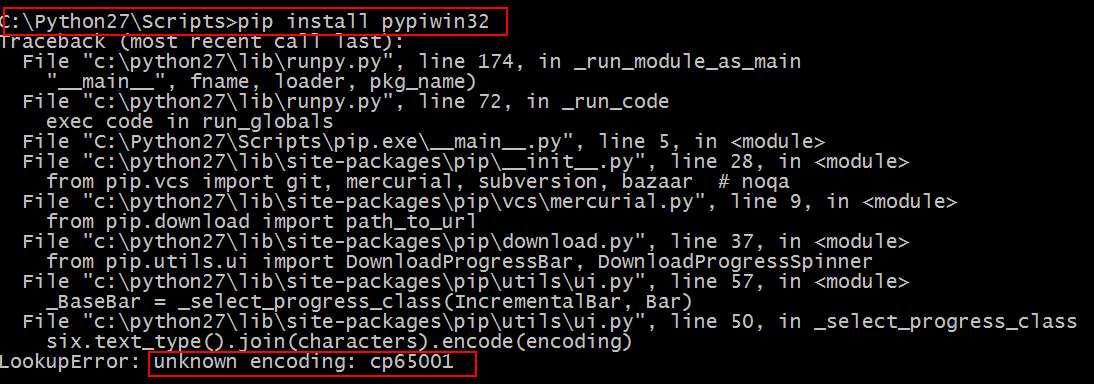 C:\Python27\Scripts>pip install pypiwin32
Traceback (most recent call last):
  File "c:\python27\lib\runpy.py", line 174, in _run_module_as_main
    "__main__", fname, loader, pkg_name)
  File "c:\python27\lib\runpy.py", line 72, in _run_code
    exec code in run_globals
  File "C:\Python27\Scripts\pip.exe\__main__.py", line 5, in <module>
  File "c:\python27\lib\site-packages\pip\__init__.py", line 28, in <module>
    from pip.vcs import git, mercurial, subversion, bazaar  # noqa
  File "c:\python27\lib\site-packages\pip\vcs\mercurial.py", line 9, in <module>
    from pip.download import path_to_url
  File "c:\python27\lib\site-packages\pip\download.py", line 37, in <module>
    from pip.utils.ui import DownloadProgressBar, DownloadProgressSpinner
  File "c:\python27\lib\site-packages\pip\utils\ui.py", line 57, in <module>
    _BaseBar = _select_progress_class(IncrementalBar, Bar)
  File "c:\python27\lib\site-packages\pip\utils\ui.py", line 50, in _select_progress_class
    six.text_type().join(characters).encode(encoding)
LookupError: unknown encoding: cp65001